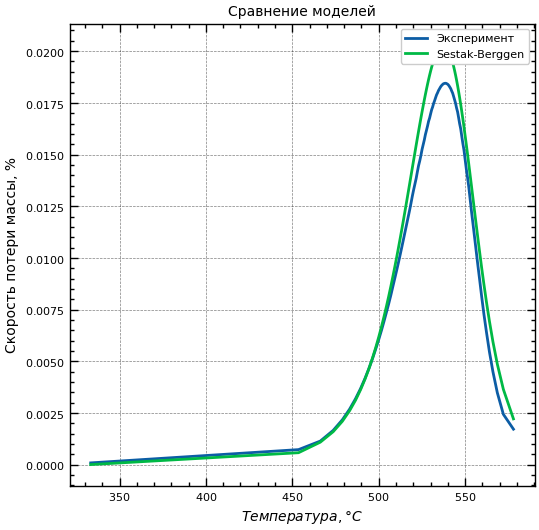 Сравнение моделей
Эксперимент
Sestak-Berggen
Скорость потери массы, %
0.0200
0.0175
0.0150
0.0125
0.0100
0.0075
0.0050
0.0025
0.0000
350 400 450 500 550
Температура, °C